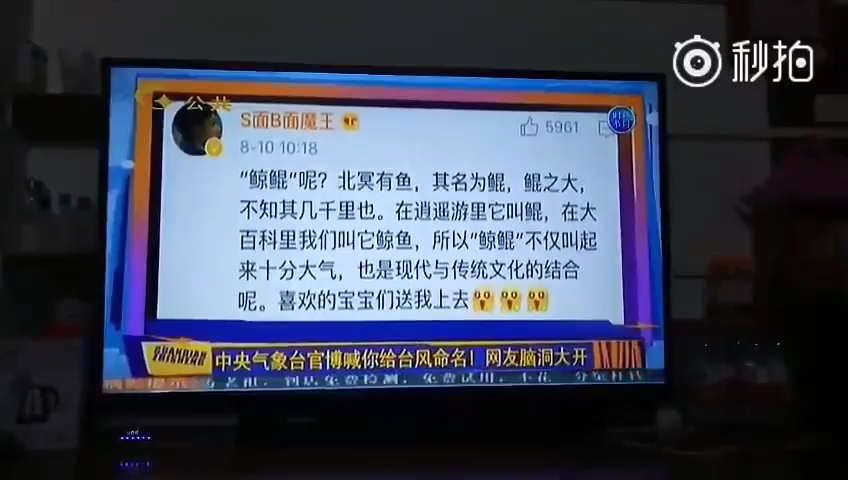 秒拍
公共
S面B面魔王
5961
8-10 10:18
"鲸鲲"呢？北冥有鱼，其名为鲲，鲲之大，
不知其几千里也。在逍遥游里它叫鲲，在大
百科里我们叫它鲸鱼，所以"鲸鲲"不仅叫起
来十分大气，也是现代与传统文化的结合
呢。喜欢的宝宝们送我上去
中央气象台官博喊你给台风命名！网友脑洞大开